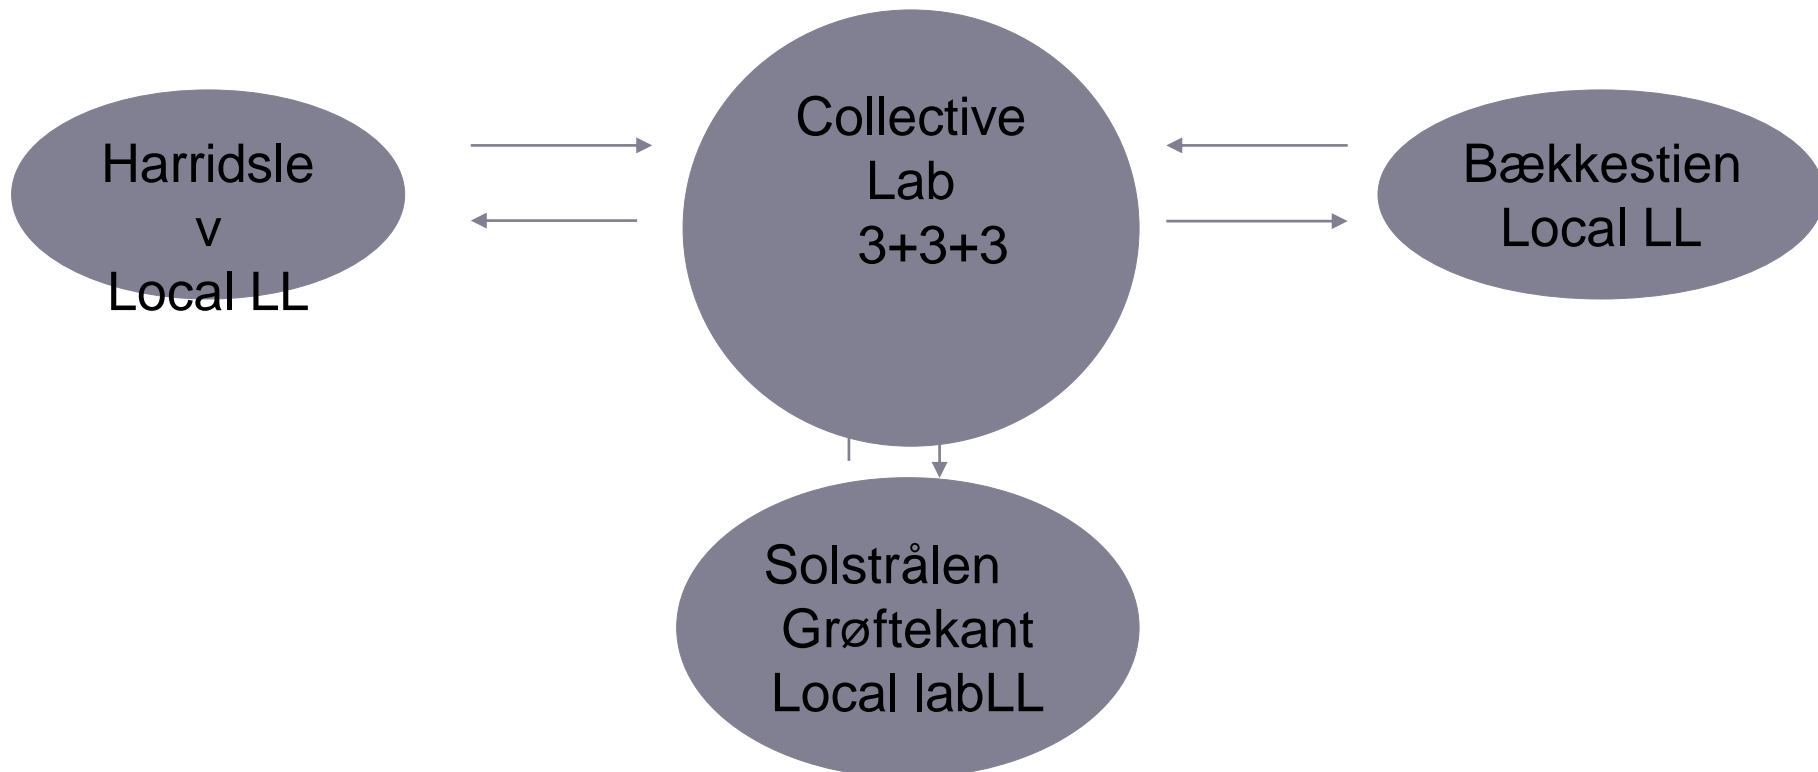 Collective
Lab
3+3+3
Harridsle
v
Local LL
Bækkestien
Local LL
Solstrålen
Grøftekant
Local labLL